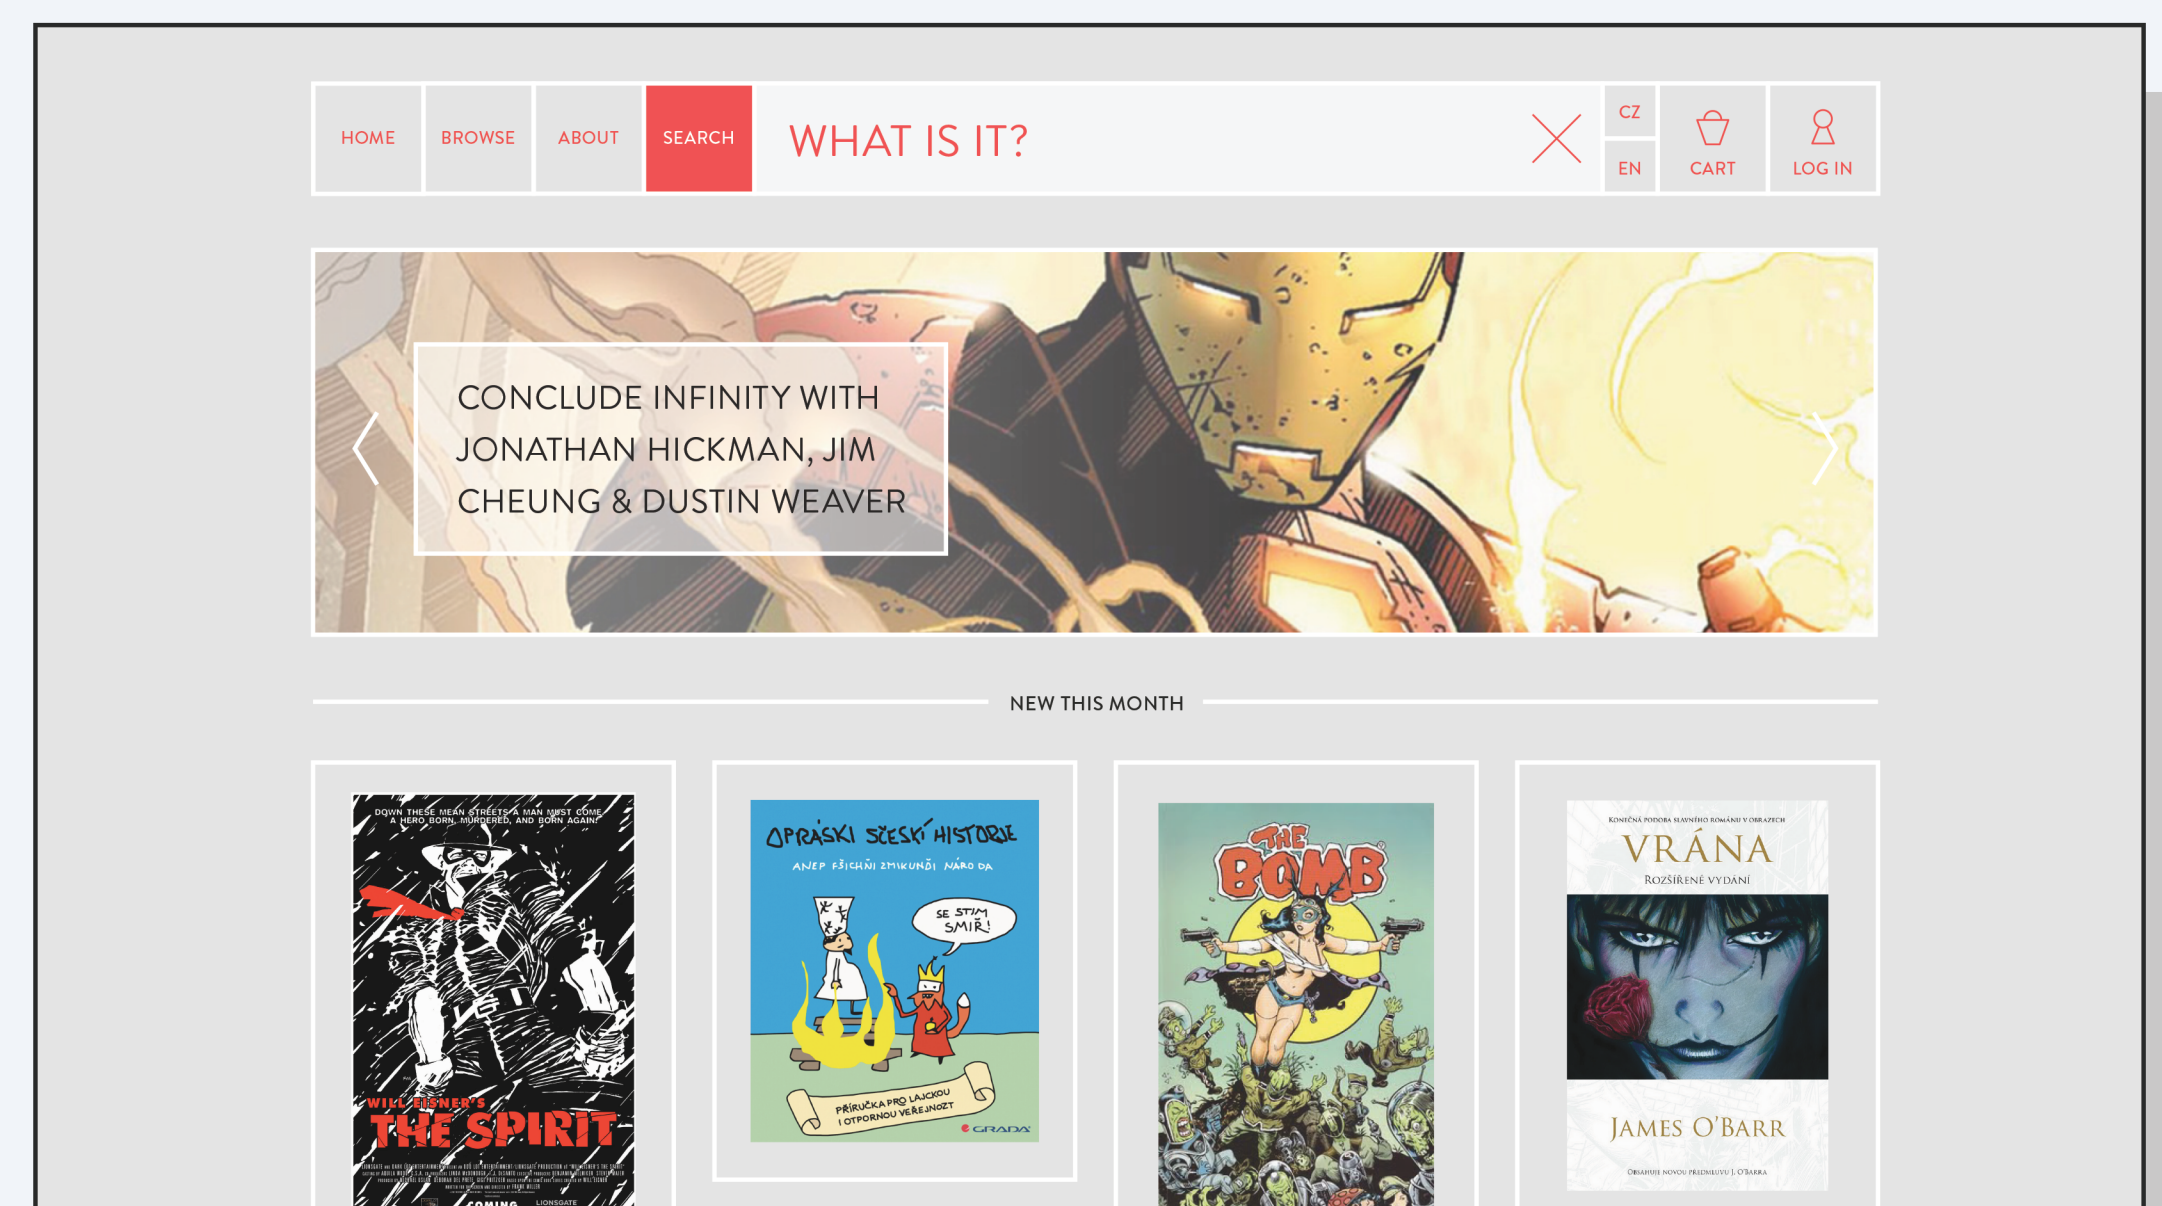 HOME
BROWSE
ABOUT
SEARCH
WHAT IS IT?
CZ
EN
CART
LOG IN
CONCLUDE INFINITY WITH
JONATHAN HICKMAN, JIM
CHEUNG & DUSTIN WEAVER
NEW THIS MONTH
DOWN THESE MEAN STREETS A MAN MUST COME
A HERO BORN, MURDERED, AND BORN AGAIN.
WILL EISNER'S
THE SPIRIT
COMING
LIONSGATE
OPRÁSKI SČESKÍ HISTORJE
ANEP FŠICHŇI ZMIKUNĎI NÁRODA
SE STIM
SMIŘ!
PŘÍRUČKA PRO LAJCKOU
I OTPORNOU VEŘEJNOZT
GRADA
THE
BOMB
KONEČNÁ PODOBA SLAVNÉHO ROMÁNU V OBRAZECH
VRÁNA
ROZŠÍŘENÉ VYDÁNÍ
JAMES O'BARR
OBSAHUJE NOVOU PŘEDMLUVU J. O'BARRA